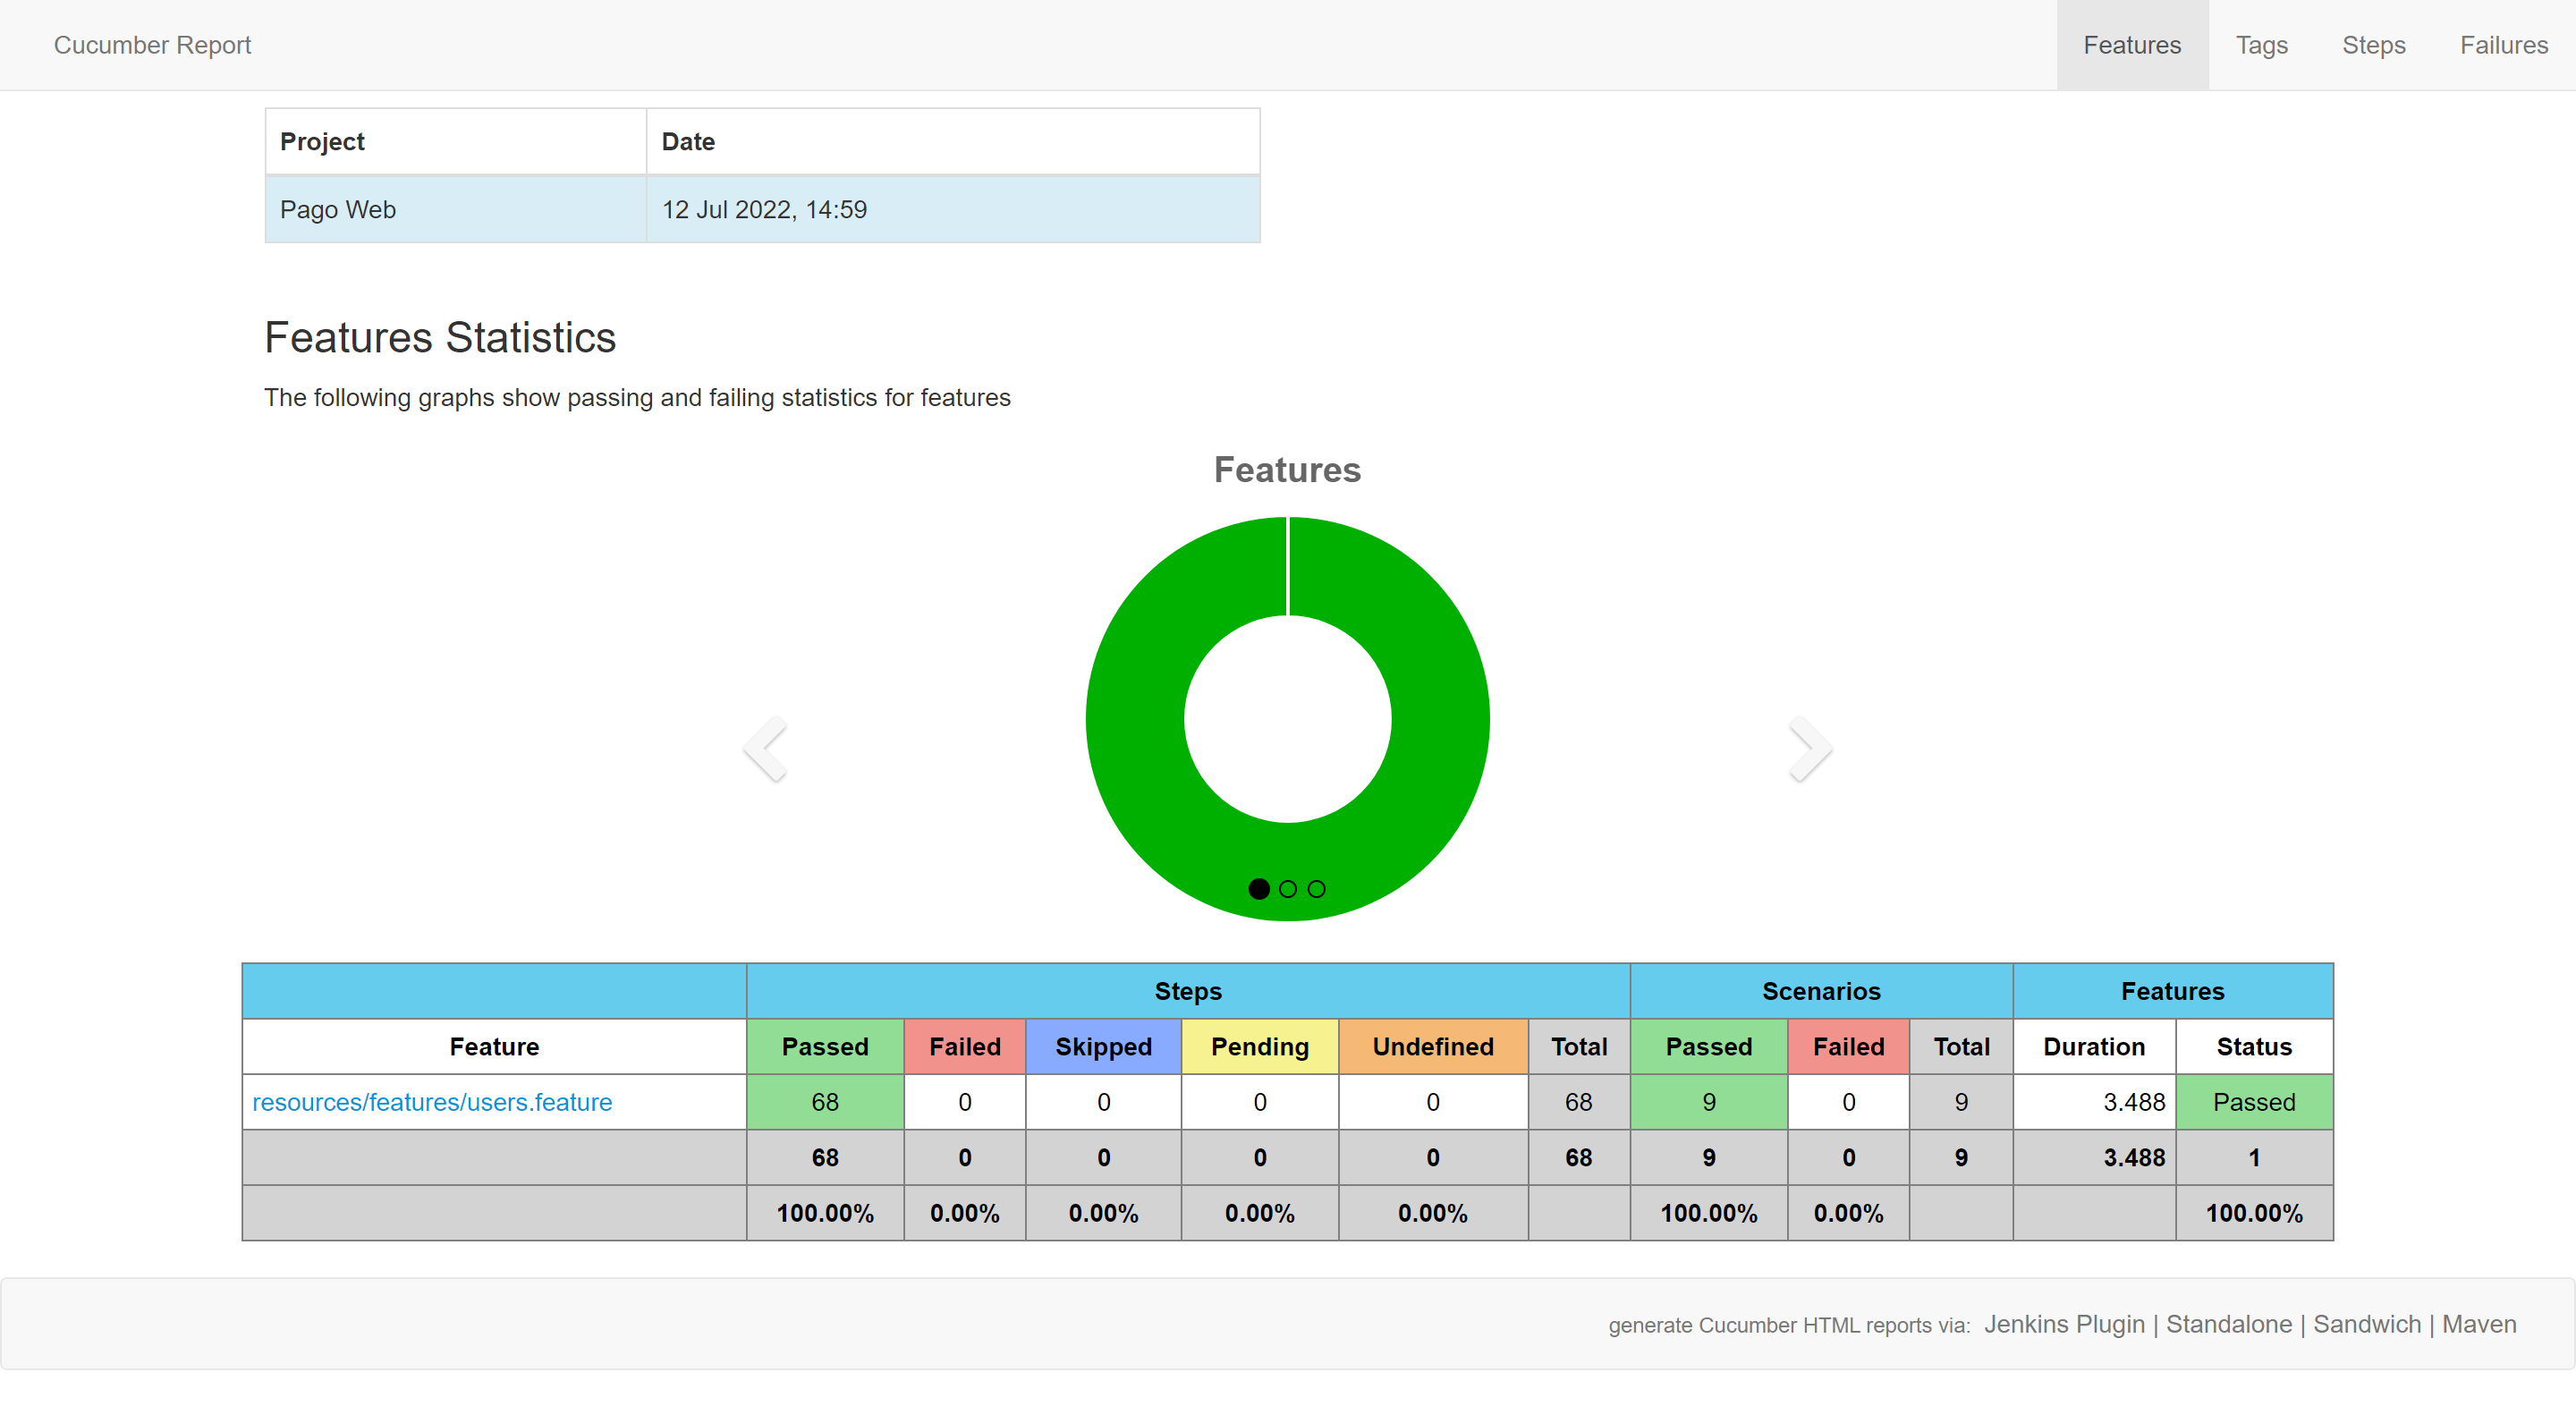 Cucumber Report Features Tags Steps Failures
Project Date
Pago Web 12 Jul 2022, 14:59
Features Statistics
The following graphs show passing and failing statistics for features
Features
Steps Scenarios Features
Feature Passed Failed Skipped Pending Undefined Total Passed Failed Total Duration Status
resources/features/users.feature 68 0 0 0 0 68 9 0 9 3.488 Passed
68 0 0 0 0 68 9 0 9 3.488 1
100.00% 0.00% 0.00% 0.00% 0.00% 100.00% 0.00% 100.00%
generate Cucumber HTML reports via: Jenkins Plugin | Standalone | Sandwich | Maven